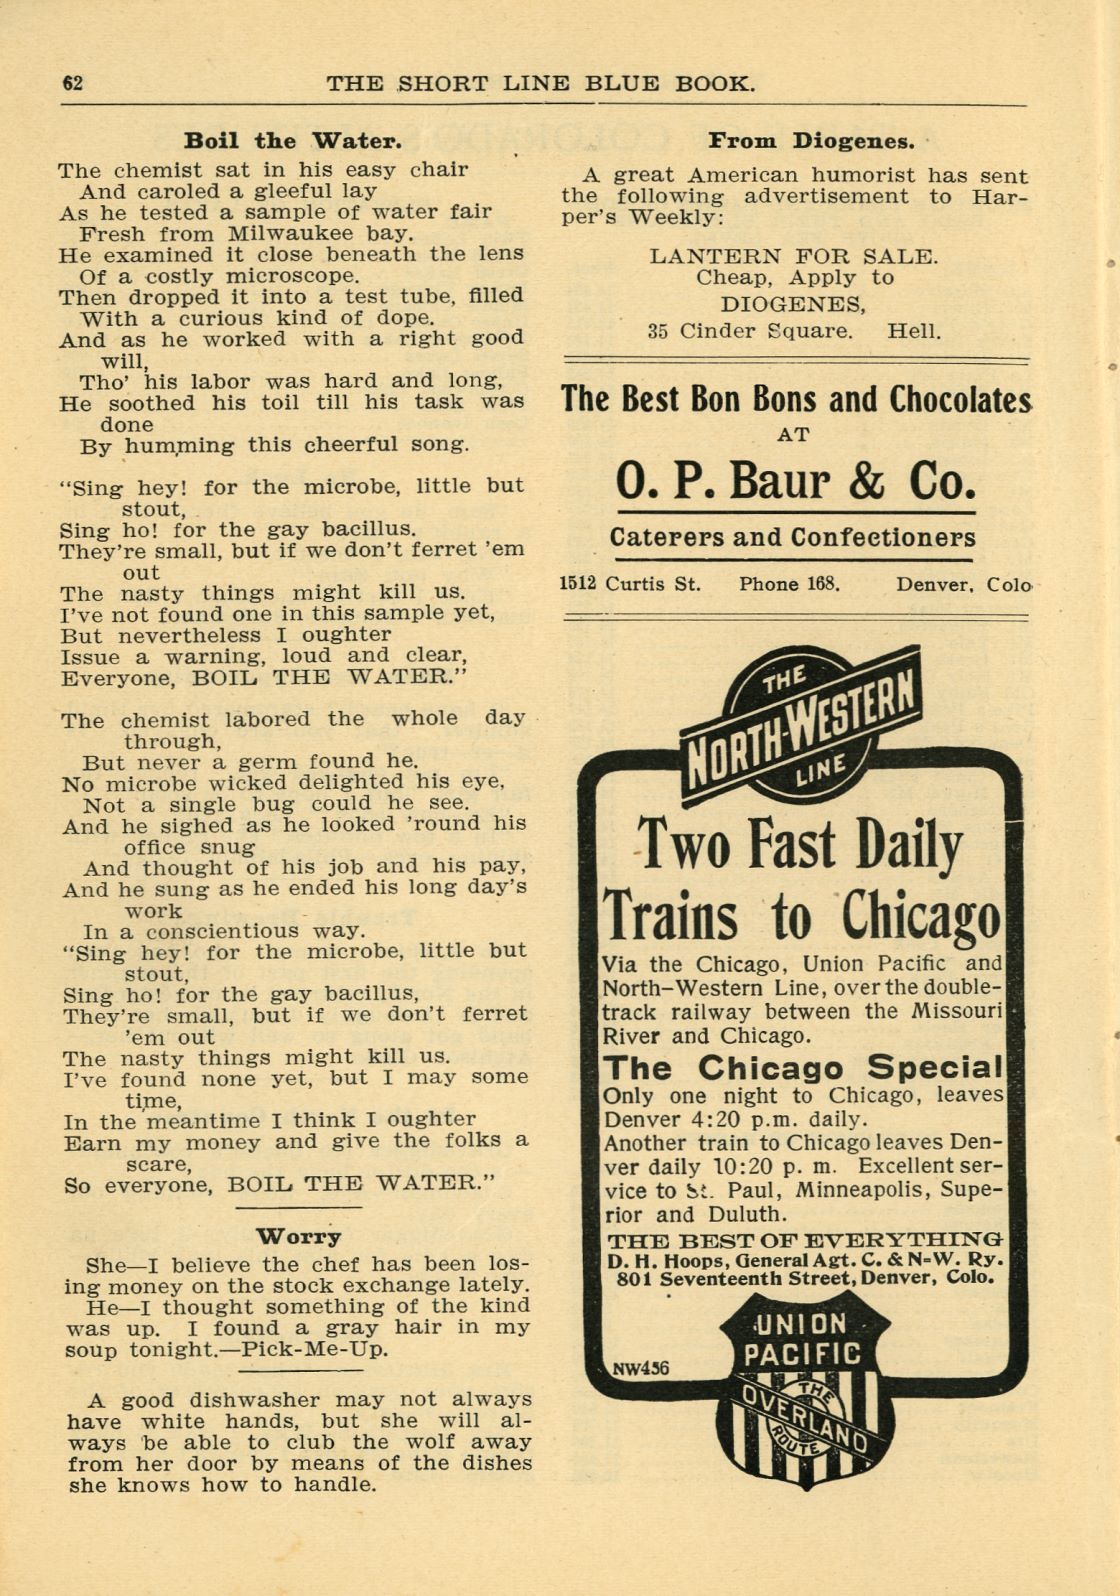 62
THE SHORT LINE BLUE BOOK.
Boil the Water.
The chemist sat in his easy chair
And caroled a gleeful lay
As he tested a sample of water fair
Fresh from Milwaukee bay.
He examined it close beneath the lens
Of a costly microscope.
Then dropped it into a test tube, filled
With a curious kind of dope.
And as he worked with a right good
will,
Tho' his labor was hard and long,
He soothed his toil till his task was
done
By humming this cheerful song.
"Sing hey! for the microbe, little but
stout,
Sing ho! for the gay bacillus.
They're small, but if we don't ferret 'em
out
The nasty things might kill us.
I've not found one in this sample yet,
But nevertheless I oughter
Issue a warning, loud and clear,
Everyone, BOIL THE WATER."
The chemist labored the whole day
through,
But never a germ found he.
No microbe wicked delighted his eye,
Not a single bug could he see.
And he sighed as he looked 'round his
office snug
And thought of his job and his pay,
And he sung as he ended his long day's
work
In a conscientious way.
"Sing hey! for the microbe, little but
stout,
Sing ho! for the gay bacillus,
They're small, but if we don't ferret
'em out
The nasty things might kill us.
I've found none yet, but I may some
time,
In the meantime I think I oughter
Earn my money and give the folks a
scare,
So everyone, BOIL THE WATER."
Worry
She—I believe the chef has been los-
ing money on the stock exchange lately.
He—I thought something of the kind
was up. I found a gray hair in my
soup tonight.—Pick-Me-Up.
A good dishwasher may not always
have white hands, but she will al-
ways be able to club the wolf away
from her door by means of the dishes
she knows how to handle.
From Diogenes.
A great American humorist has sent
the following advertisement to Har-
per's Weekly:
LANTERN FOR SALE.
Cheap, Apply to
DIOGENES,
35 Cinder Square. Hell.
The Best Bon Bons and Chocolates
AT
O. P. Baur & Co.
Caterers and Confectioners
1512 Curtis St. Phone 168. Denver, Colo
THE
NORTH-WESTERN
LINE
Two Fast Daily
Trains to Chicago
Via the Chicago, Union Pacific and
North-Western Line, over the double-
track railway between the Missouri
River and Chicago.
The Chicago Special
Only one night to Chicago, leaves
Denver 4:20 p.m. daily.
Another train to Chicago leaves Den-
ver daily 10:20 p. m. Excellent ser-
vice to St. Paul, Minneapolis, Supe-
rior and Duluth.
THE BEST OF EVERYTHING
D. H. Hoops, General Agt. C. & N-W. Ry.
801 Seventeenth Street, Denver, Colo.
UNION
PACIFIC
NW456
THE
OVERLAND
ROUTE